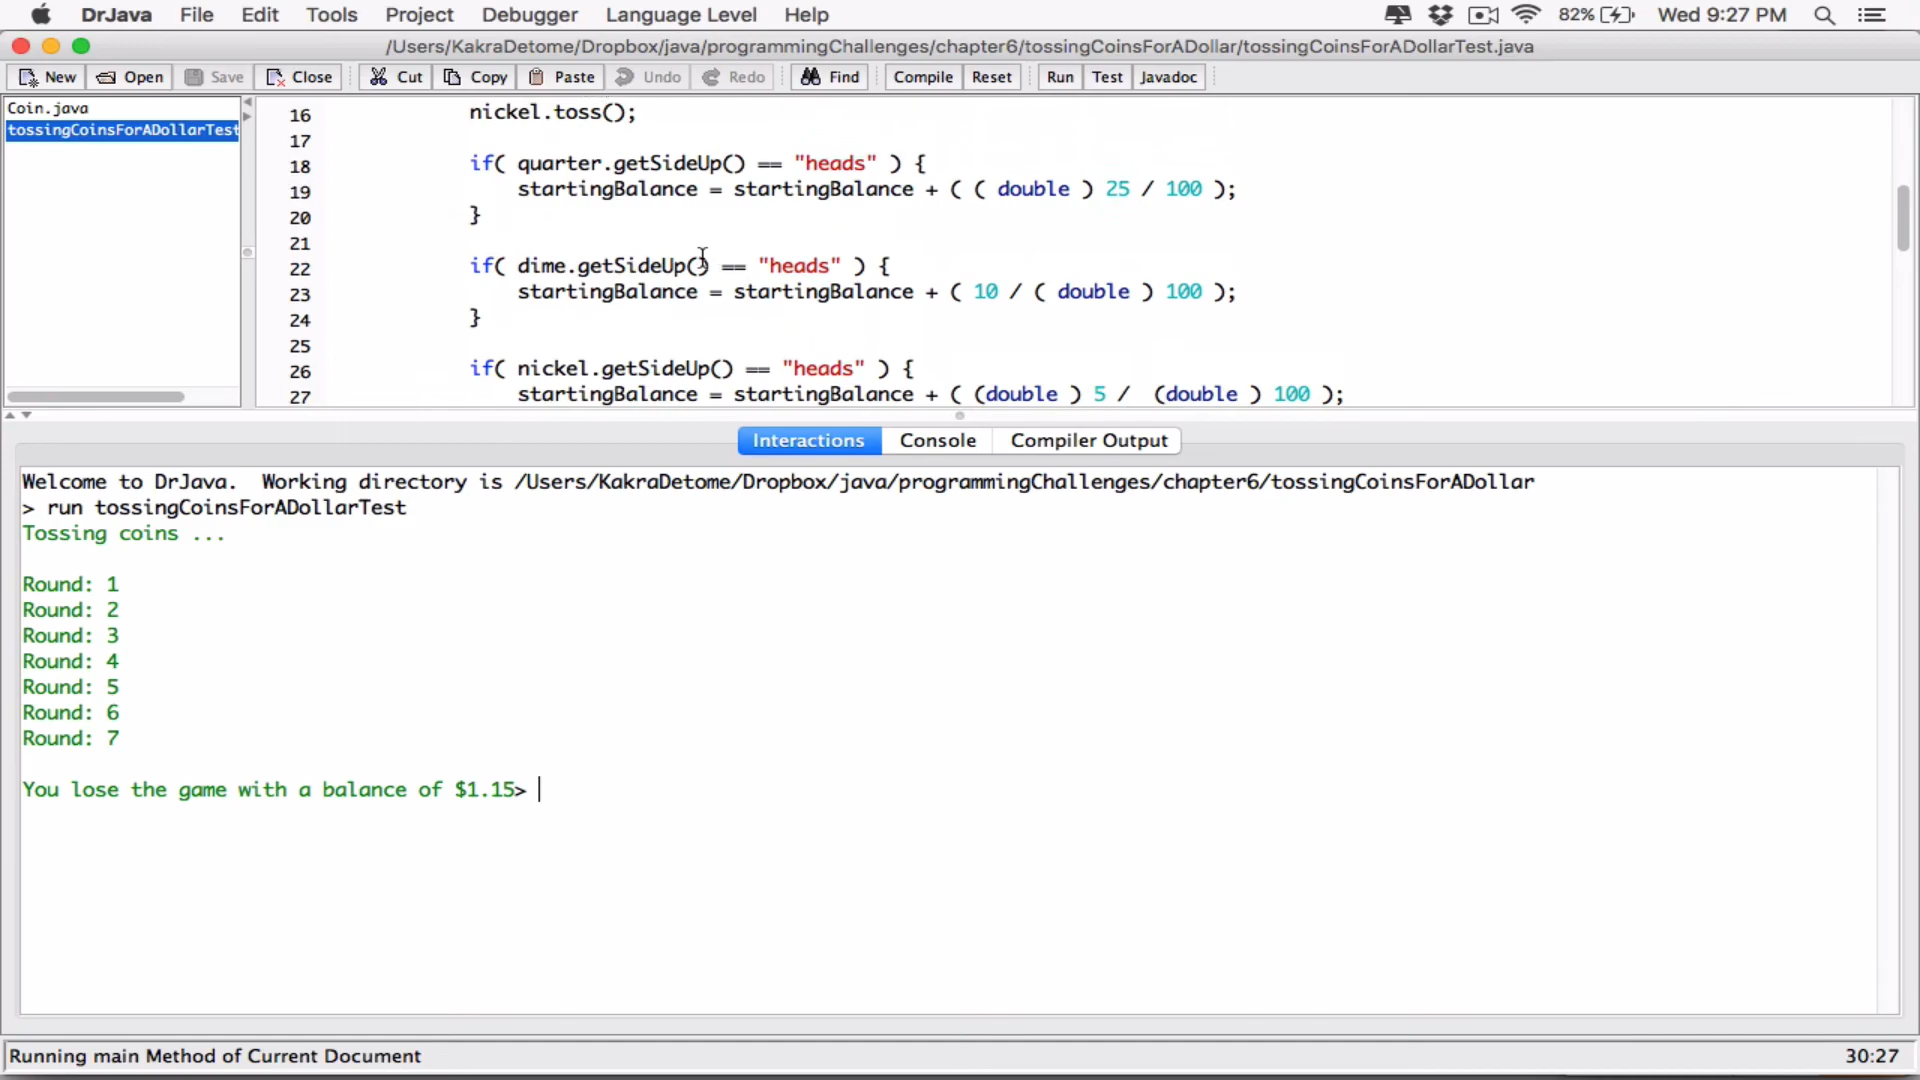 DrJava File Edit Tools Project Debugger Language Level Help 82% Wed 9:27 PM
/Users/KakraDetome/Dropbox/java/programmingChallenges/chapter6/tossingCoinsForADollar/tossingCoinsForADollarTest.java
New Open Save Close Cut Copy Paste Undo Redo Find Compile Reset Run Test Javadoc
Coin.java
tossingCoinsForADollarTest
16 nickel.toss();
17
18 if( quarter.getSideUp() == "heads" ) {
19 startingBalance = startingBalance + ( ( double ) 25 / 100 );
20 }
21
22 if( dime.getSideUp() == "heads" ) {
23 startingBalance = startingBalance + ( 10 / ( double ) 100 );
24 }
25
26 if( nickel.getSideUp() == "heads" ) {
27 startingBalance = startingBalance + ( (double ) 5 /  (double ) 100 );
Interactions Console Compiler Output
Welcome to DrJava.  Working directory is /Users/KakraDetome/Dropbox/java/programmingChallenges/chapter6/tossingCoinsForADollar
> run tossingCoinsForADollarTest
Tossing coins ...
Round: 1
Round: 2
Round: 3
Round: 4
Round: 5
Round: 6
Round: 7
You lose the game with a balance of $1.15>
Running main Method of Current Document 30:27